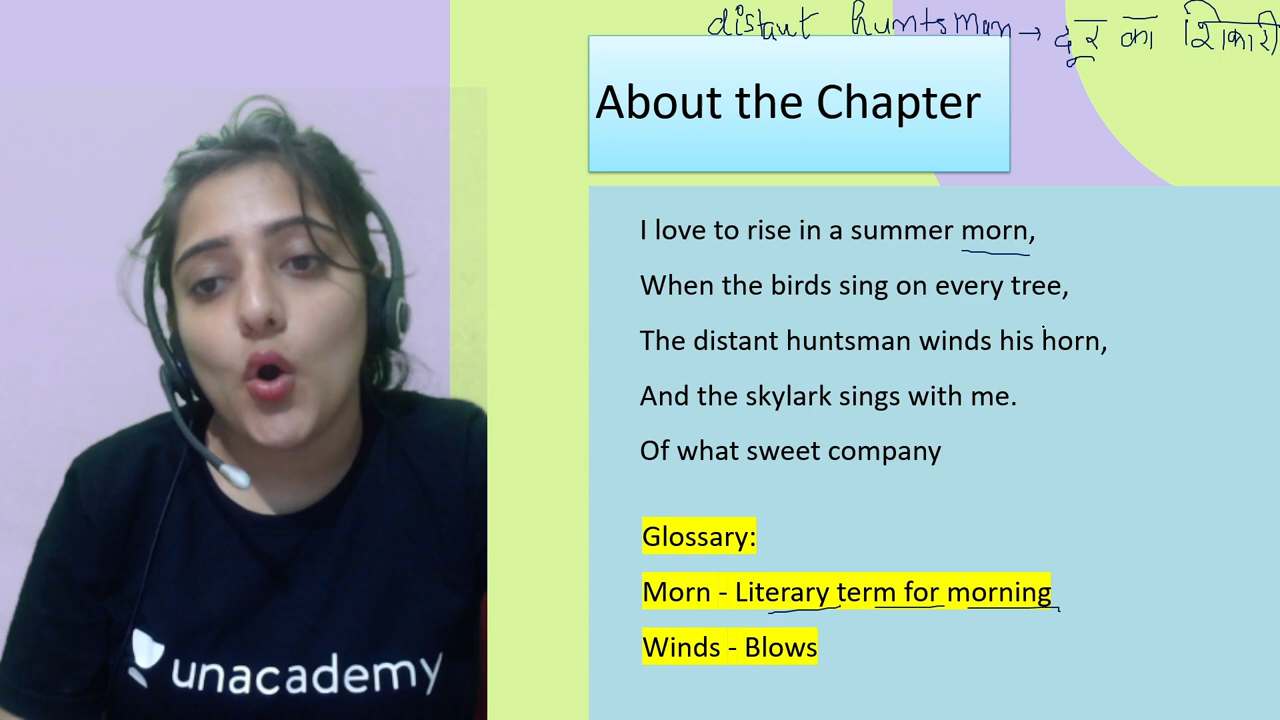 distant huntsman → दूर का शिकारी
About the Chapter
I love to rise in a summer morn,
When the birds sing on every tree,
The distant huntsman winds his horn,
And the skylark sings with me.
Of what sweet company
Glossary:
Morn - Literary term for morning
Winds - Blows
unacademy